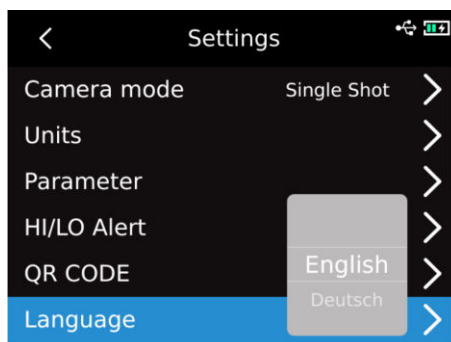 Settings
Camera mode Single Shot
Units
Parameter
HI/LO Alert
QR CODE English
Deutsch
Language